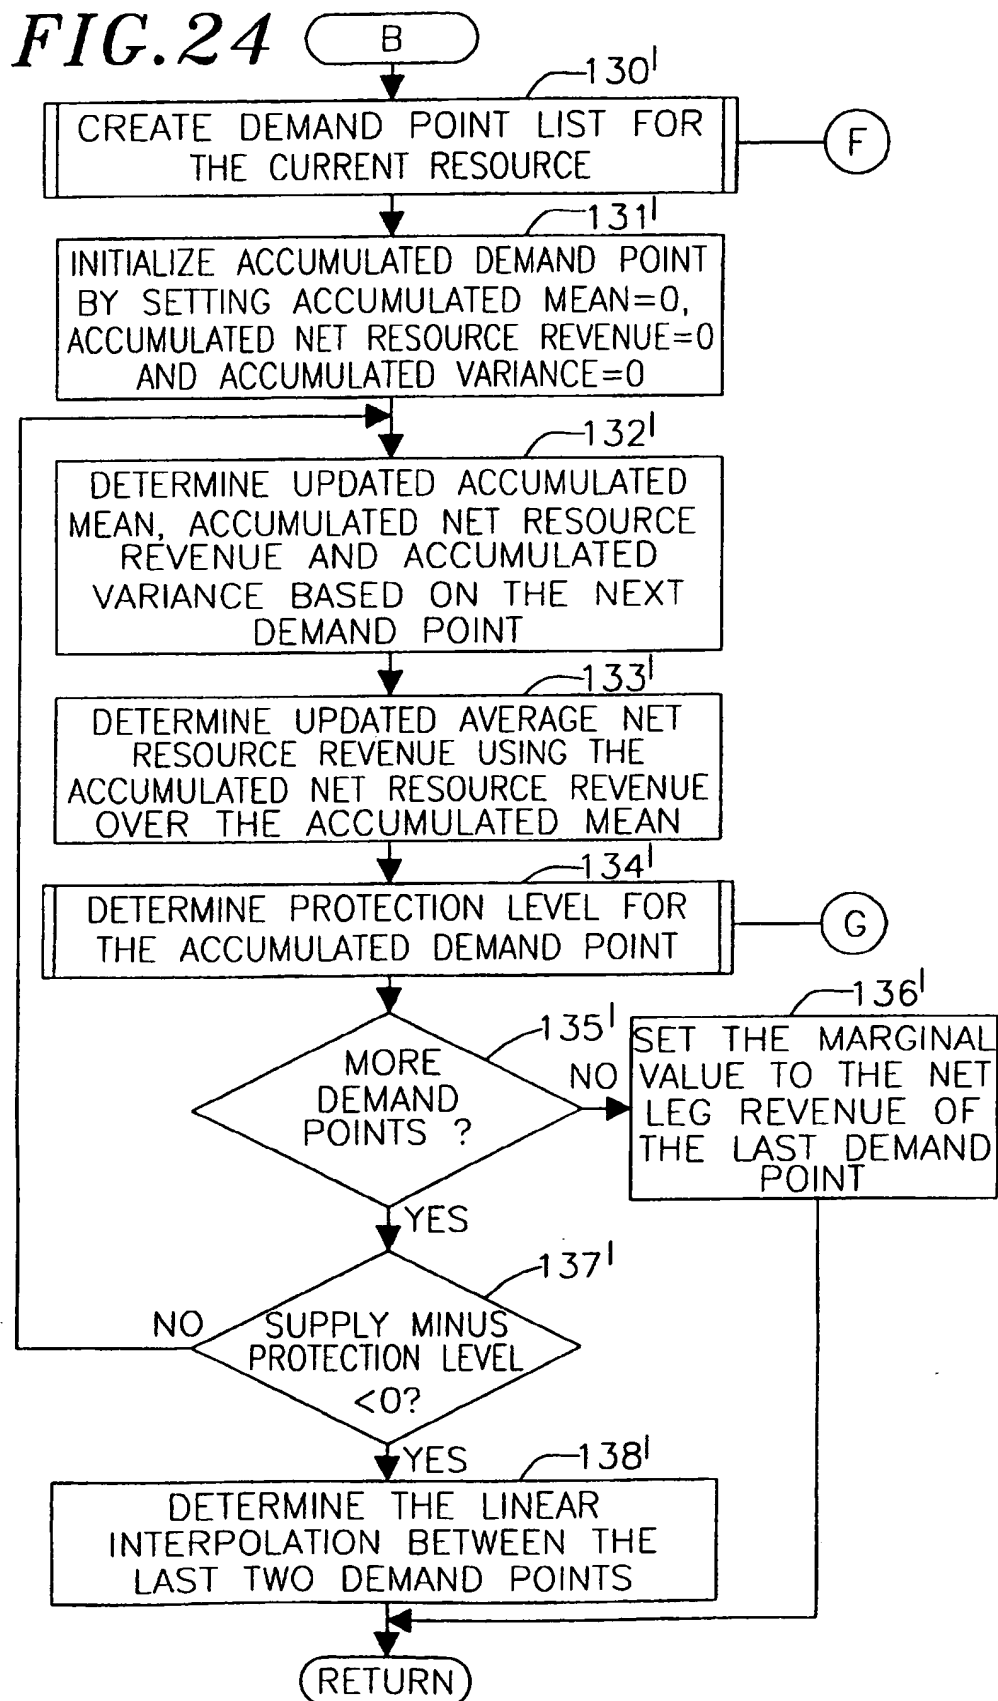 FIG.24
B
130'
CREATE DEMAND POINT LIST FOR
THE CURRENT RESOURCE
F
131'
INITIALIZE ACCUMULATED DEMAND POINT
BY SETTING ACCUMULATED MEAN=0,
ACCUMULATED NET RESOURCE REVENUE=0
AND ACCUMULATED VARIANCE=0
132'
DETERMINE UPDATED ACCUMULATED
MEAN, ACCUMULATED NET RESOURCE
REVENUE AND ACCUMULATED
VARIANCE BASED ON THE NEXT
DEMAND POINT
133'
DETERMINE UPDATED AVERAGE NET
RESOURCE REVENUE USING THE
ACCUMULATED NET RESOURCE REVENUE
OVER THE ACCUMULATED MEAN
134'
DETERMINE PROTECTION LEVEL FOR
THE ACCUMULATED DEMAND POINT
G
135'
MORE
DEMAND
POINTS ?
NO
136'
SET THE MARGINAL
VALUE TO THE NET
LEG REVENUE OF
THE LAST DEMAND
POINT
YES
137'
SUPPLY MINUS
PROTECTION LEVEL
<0?
NO
YES
138'
DETERMINE THE LINEAR
INTERPOLATION BETWEEN THE
LAST TWO DEMAND POINTS
RETURN